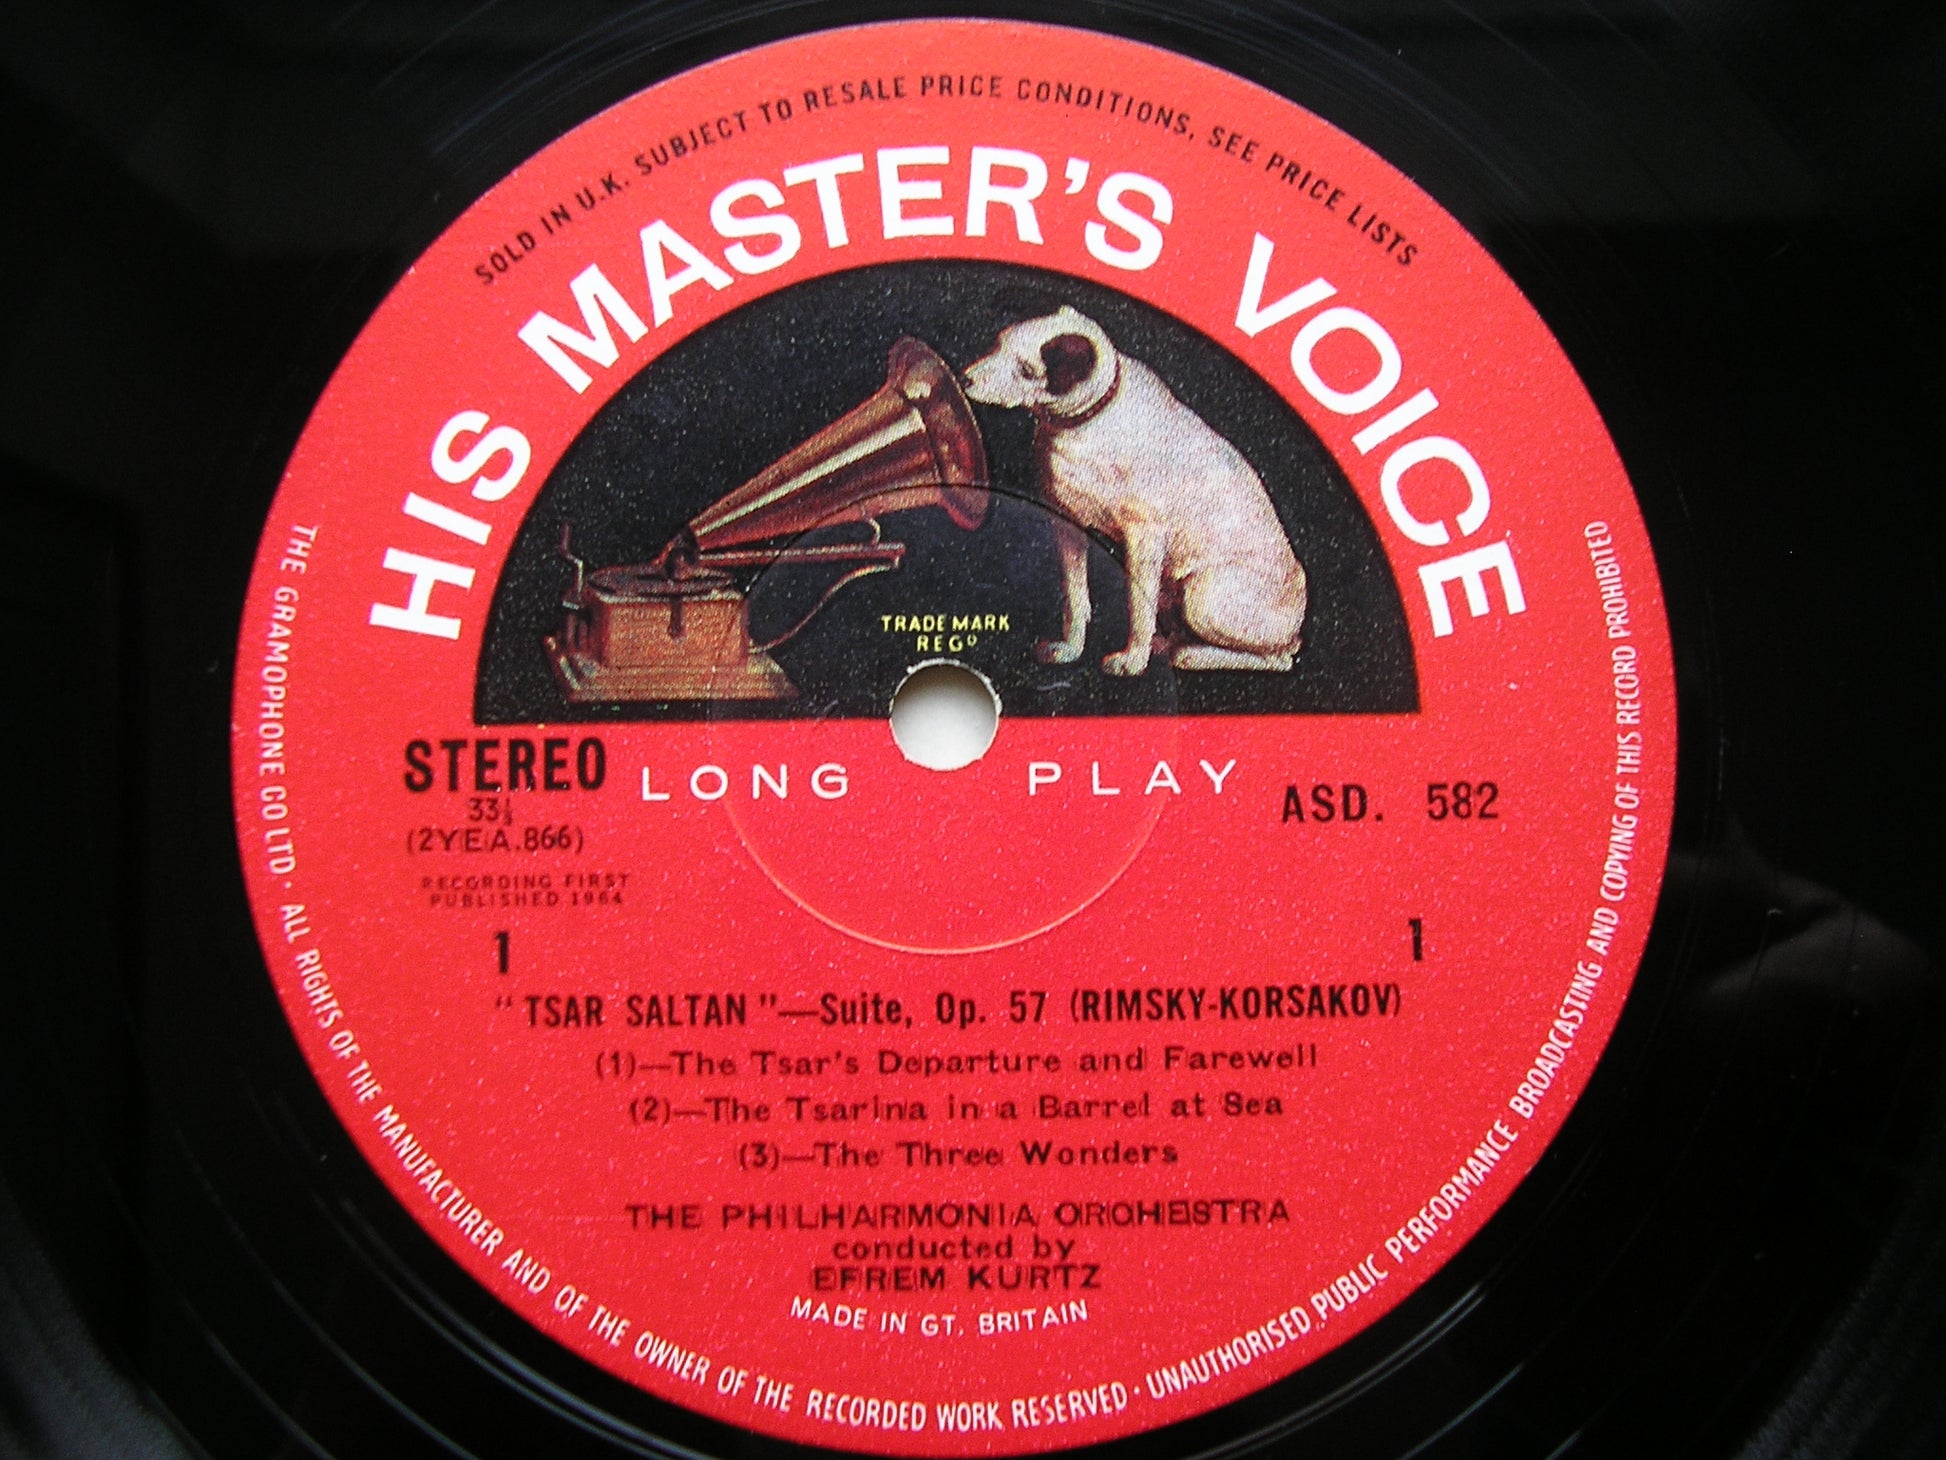 SOLD IN U.K. SUBJECT TO RESALE PRICE CONDITIONS, SEE PRICE LISTS
HIS MASTER'S VOICE
TRADE MARK
REGD
STEREO
33⅓
(2YEA.866)
LONG PLAY
ASD. 582
RECORDING FIRST
PUBLISHED 1964
1
1
"TSAR SALTAN"—Suite, Op. 57 (RIMSKY-KORSAKOV)
(1)—The Tsar's Departure and Farewell
(2)—The Tsarina in a Barrel at Sea
(3)—The Three Wonders
THE PHILHARMONIA ORCHESTRA
conducted by
EFREM KURTZ
MADE IN GT. BRITAIN
THE GRAMOPHONE CO LTD · ALL RIGHTS OF THE MANUFACTURER AND OF THE OWNER OF THE RECORDED WORK RESERVED · UNAUTHORISED PUBLIC PERFORMANCE BROADCASTING AND COPYING OF THIS RECORD PROHIBITED